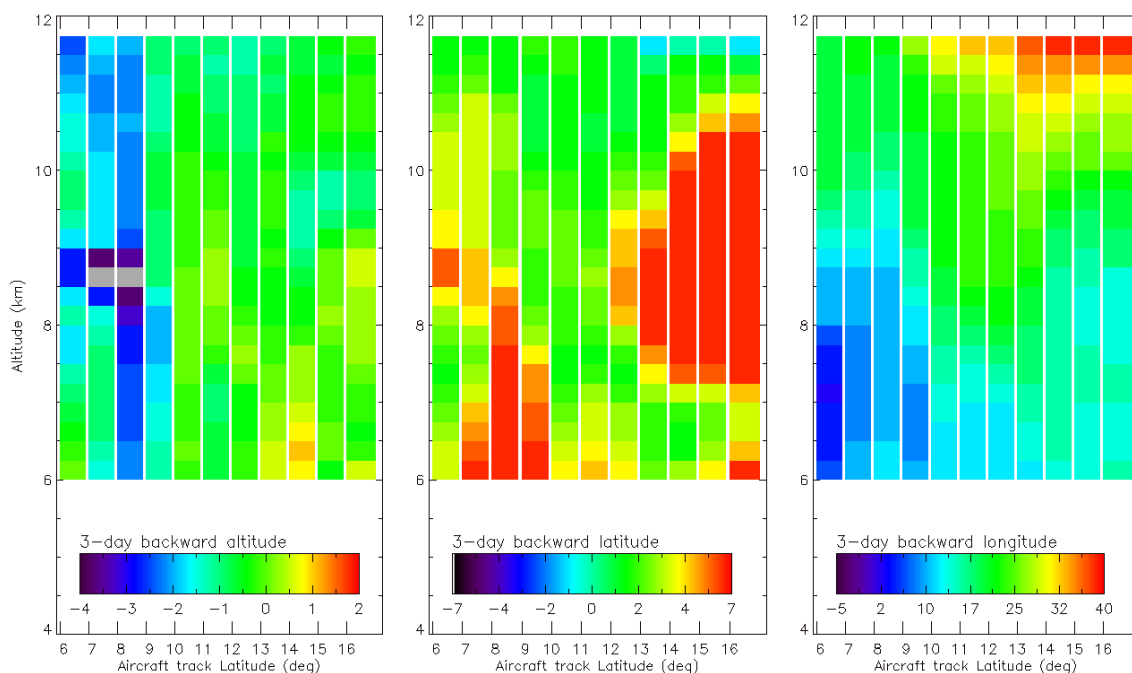 12
10
8
6
4
Altitude (km)
3-day backward altitude
-4 -3 -2 -1 0 1 2
6 7 8 9 10 11 12 13 14 15 16
Aircraft track Latitude (deg)
12
10
8
6
4
3-day backward latitude
-7 -4 -2 0 2 4 7
6 7 8 9 10 11 12 13 14 15 16
Aircraft track Latitude (deg)
12
10
8
6
4
3-day backward longitude
-5 2 10 17 25 32 40
6 7 8 9 10 11 12 13 14 15 16
Aircraft track Latitude (deg)